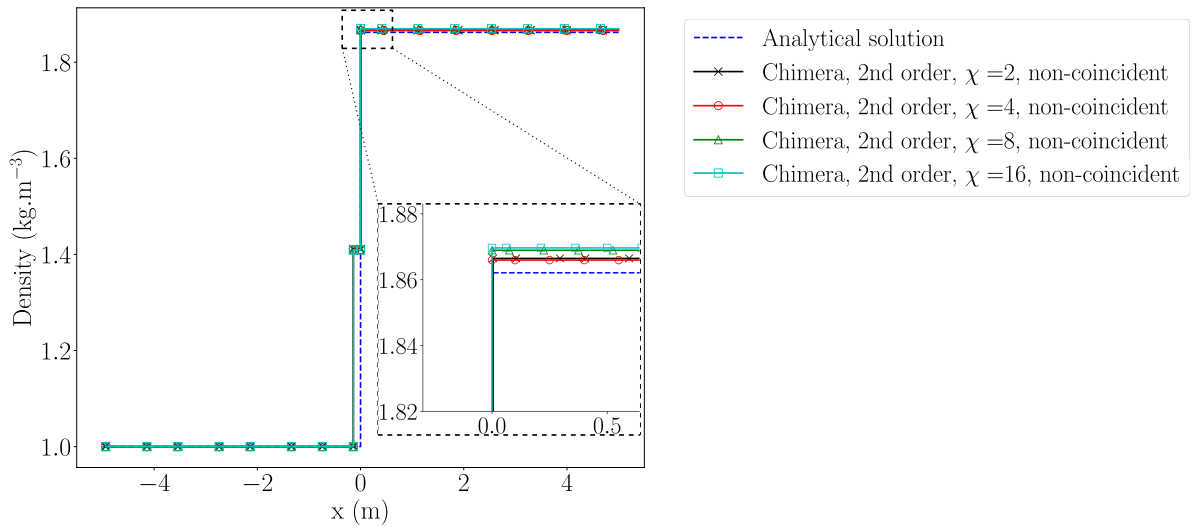 Analytical solution
Chimera, 2nd order, χ =2, non-coincident
Chimera, 2nd order, χ =4, non-coincident
Chimera, 2nd order, χ =8, non-coincident
Chimera, 2nd order, χ =16, non-coincident
Density (kg.m⁻³)
1.8
1.6
1.4
1.2
1.0
1.88
1.86
1.84
1.82
0.0 0.5
−4 −2 0 2 4
x (m)